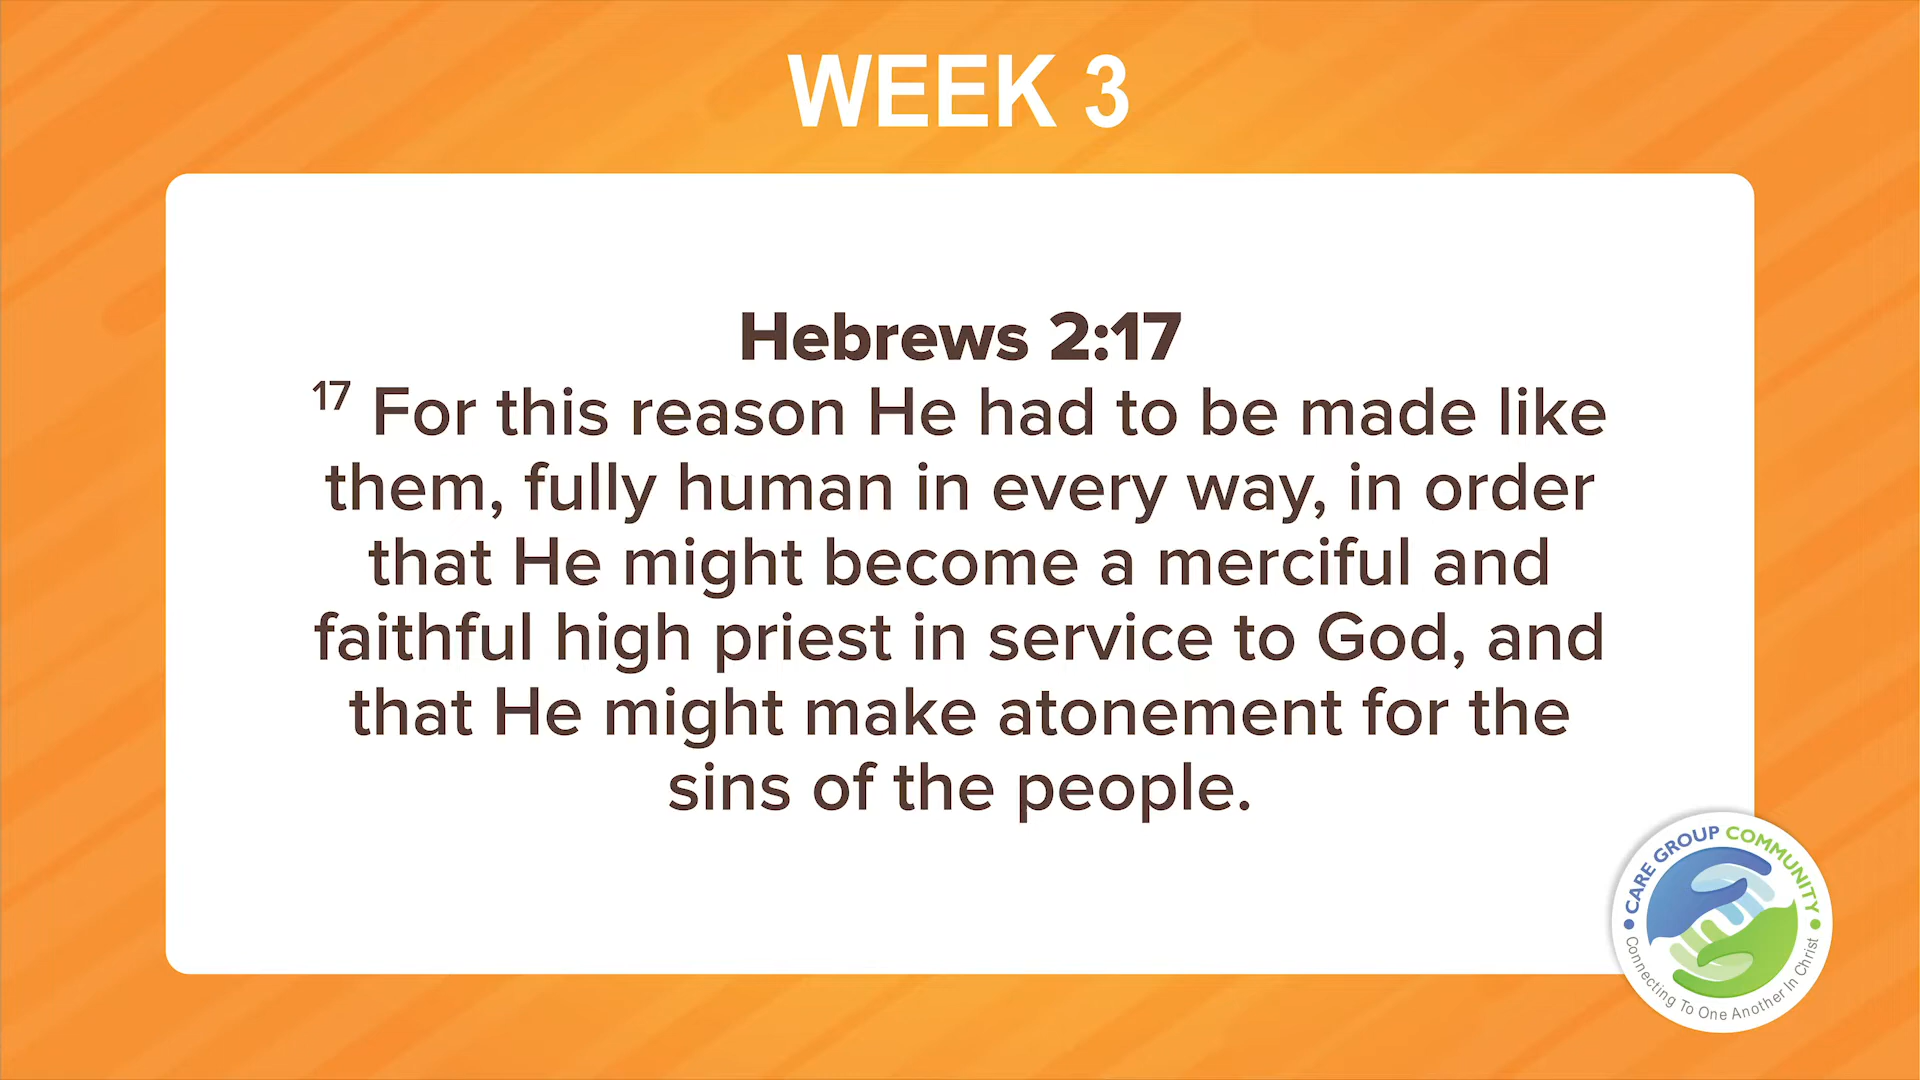 WEEK 3
Hebrews 2:17
17 For this reason He had to be made like
them, fully human in every way, in order
that He might become a merciful and
faithful high priest in service to God, and
that He might make atonement for the
sins of the people.
• CARE GROUP COMMUNITY •
Connecting To One Another In Christ